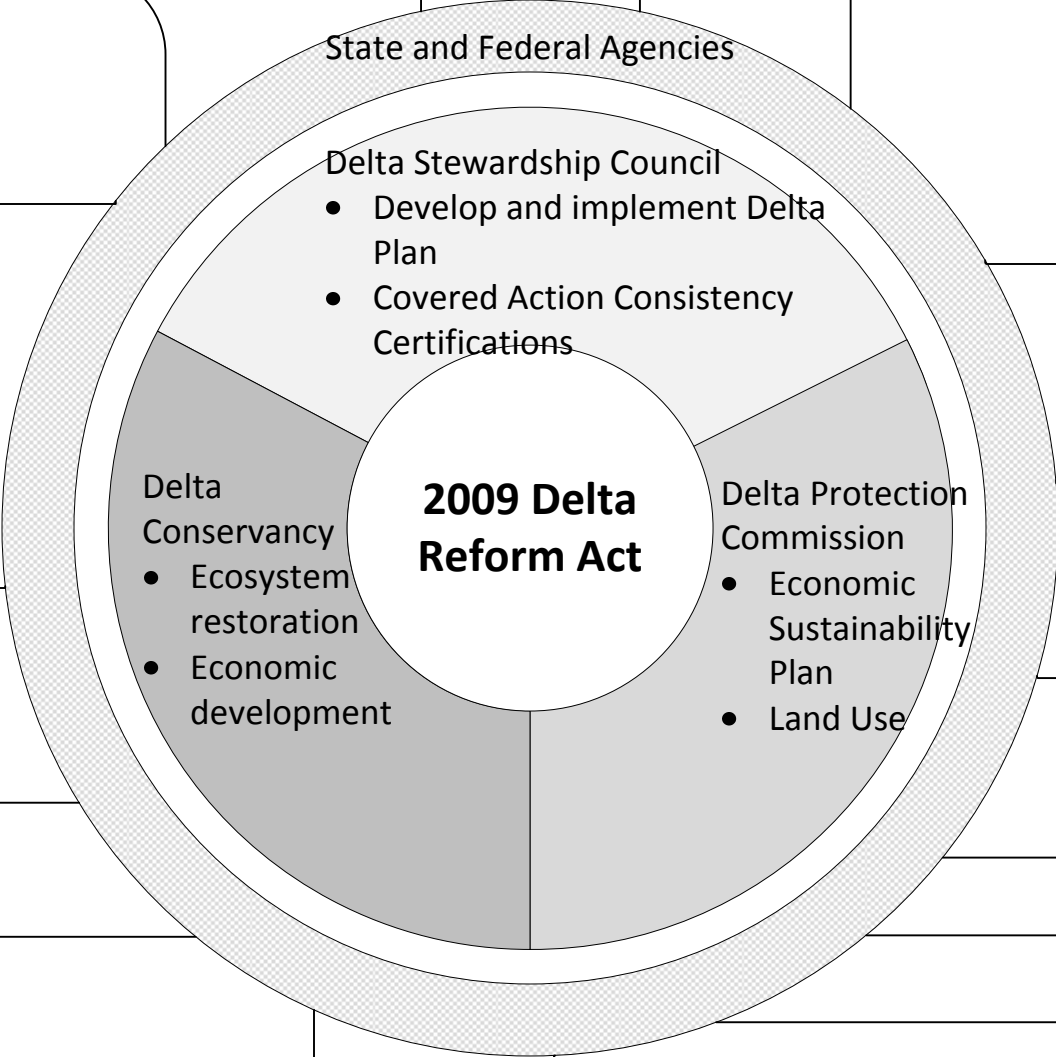 State and Federal Agencies
Delta Stewardship Council
• Develop and implement Delta
Plan
• Covered Action Consistency
Certifications
Delta
Conservancy
• Ecosystem
restoration
• Economic
development
2009 Delta
Reform Act
Delta Protection
Commission
• Economic
Sustainability
Plan
• Land Use